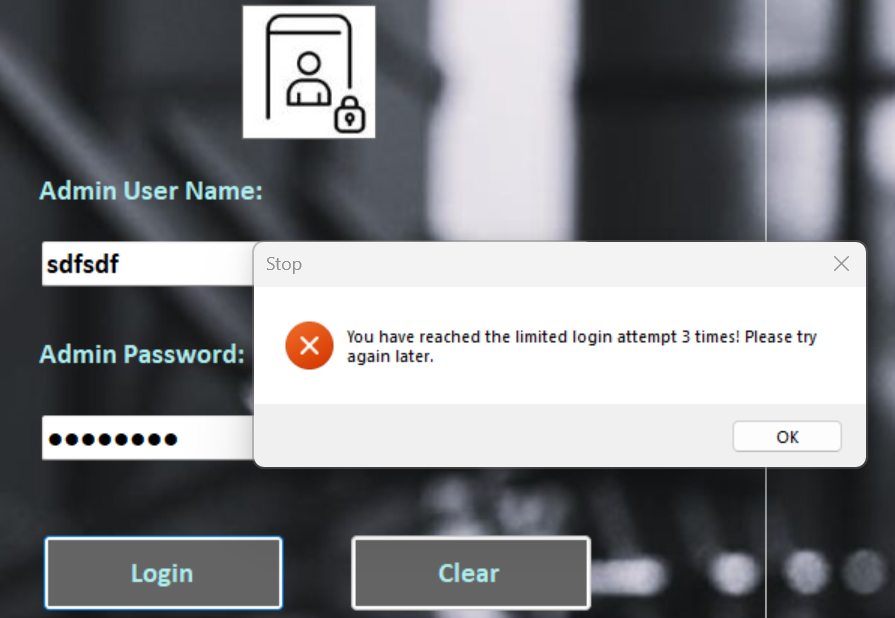 Admin User Name:
sdfsdf
Stop
You have reached the limited login attempt 3 times! Please try
again later.
Admin Password:
●●●●●●●●
OK
Login
Clear